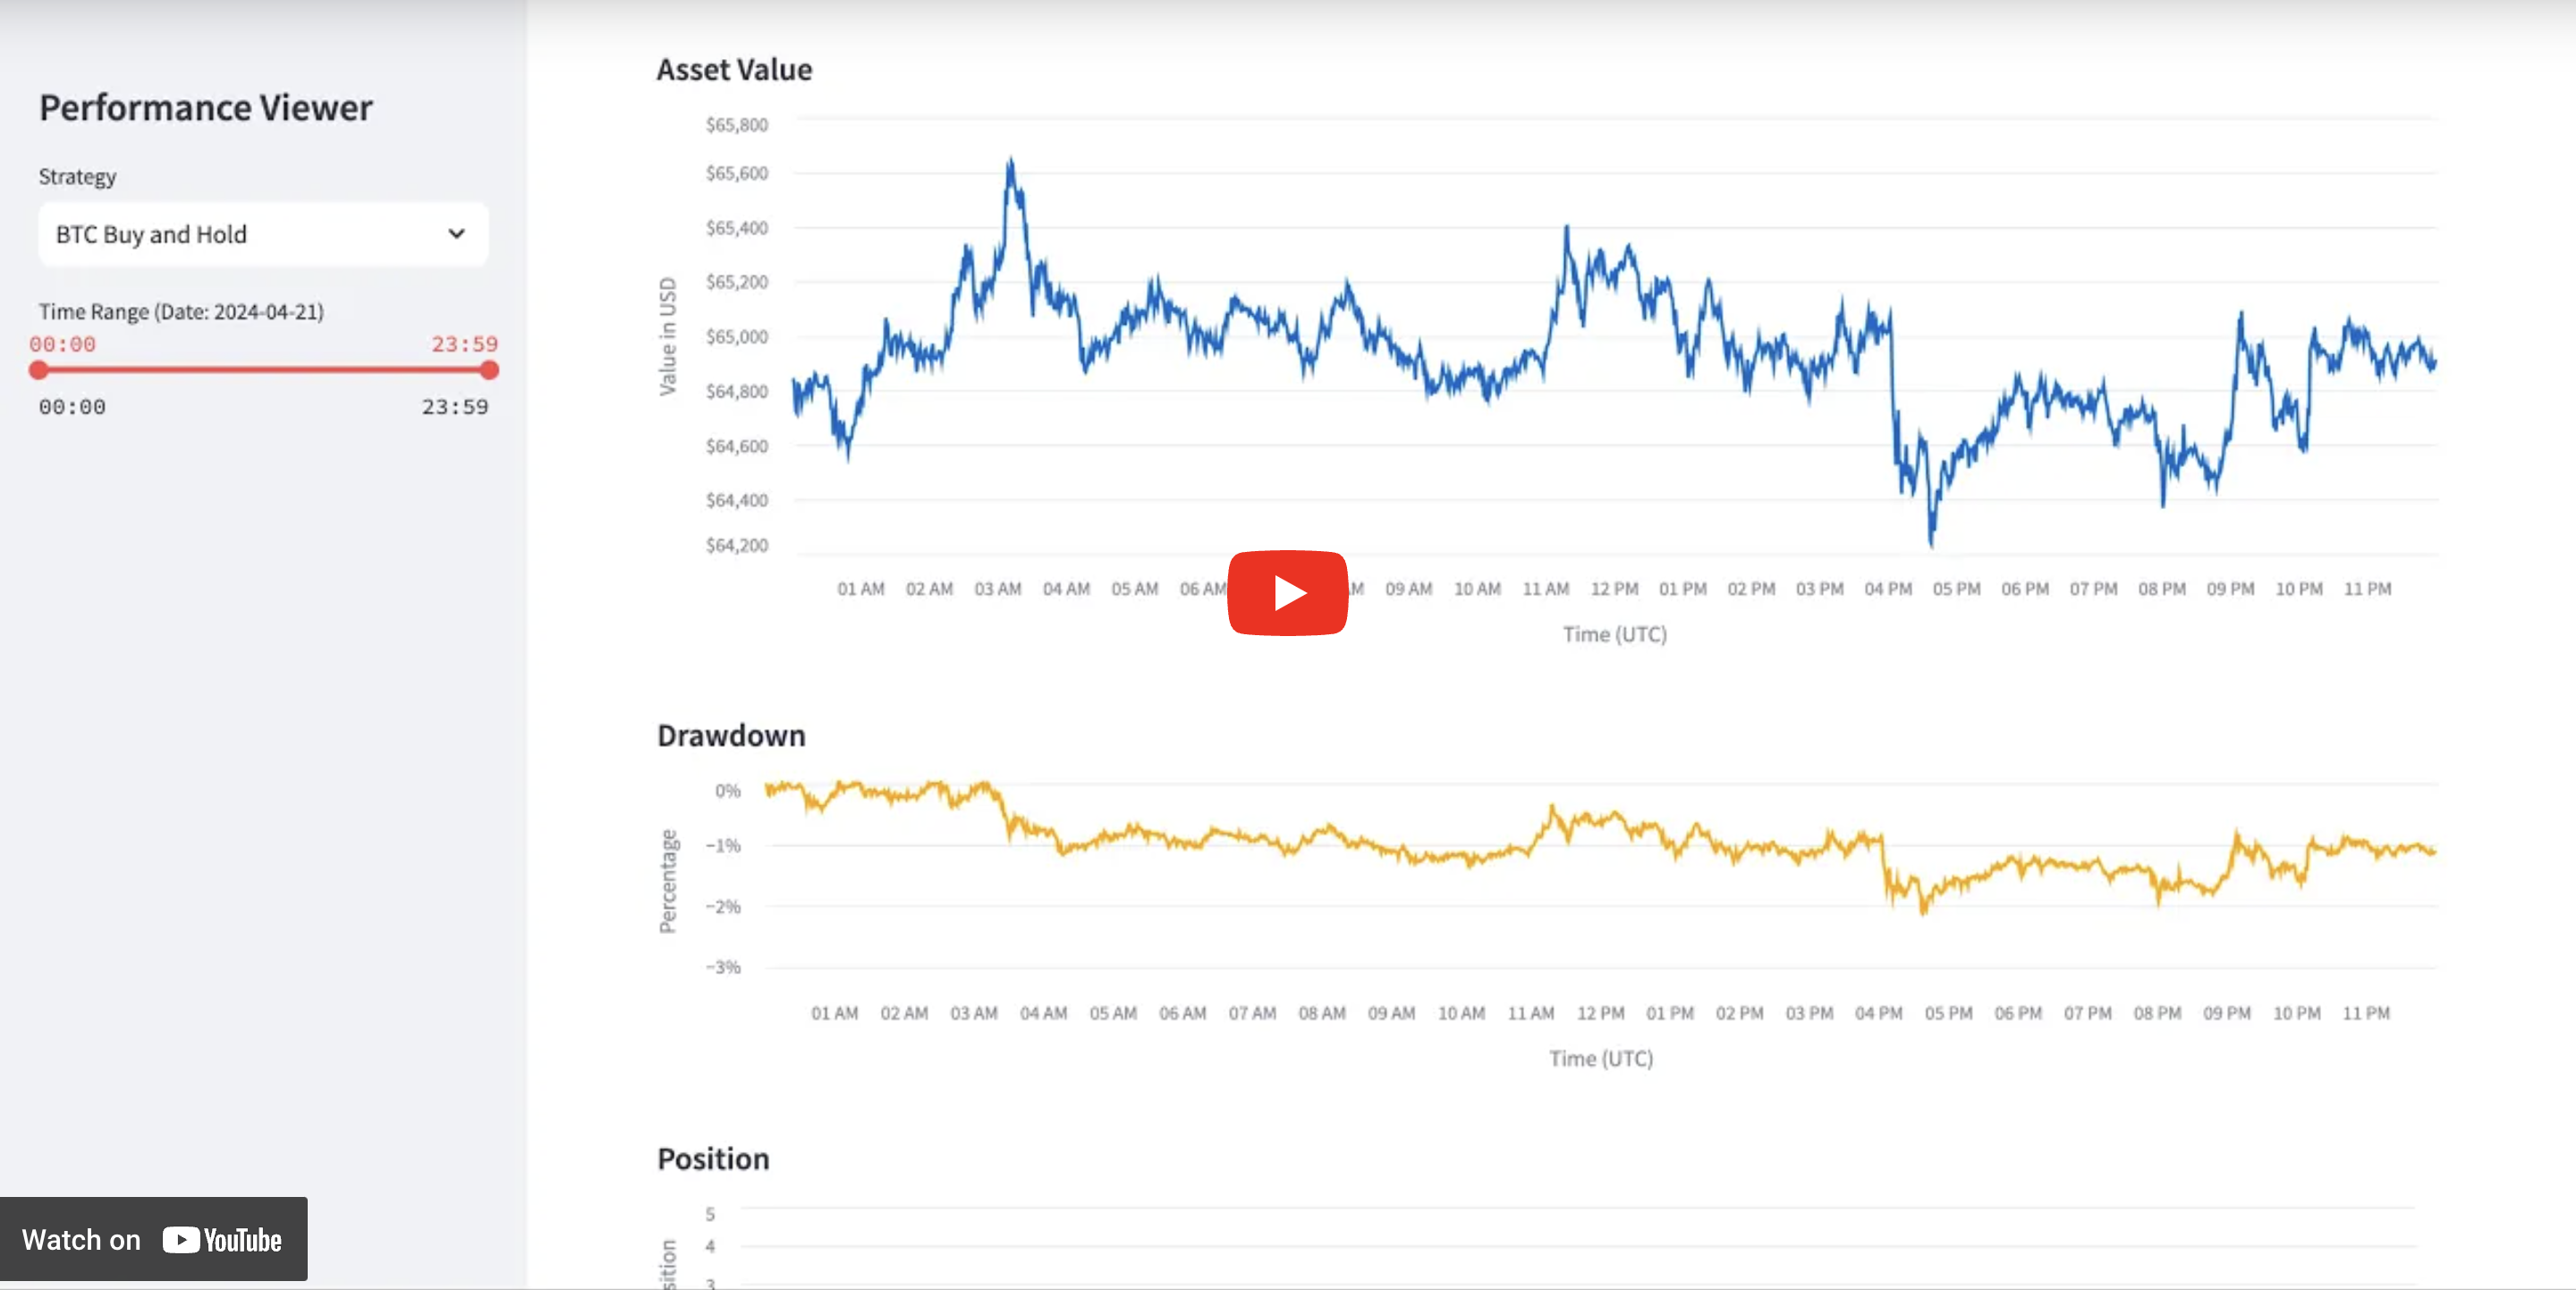 Performance Viewer
Strategy
BTC Buy and Hold
Time Range (Date: 2024-04-21)
00:00 23:59
00:00 23:59
Asset Value
$65,800
$65,600
$65,400
$65,200
$65,000
$64,800
$64,600
$64,400
$64,200
Value in USD
01 AM 02 AM 03 AM 04 AM 05 AM 06 AM 09 AM 10 AM 11 AM 12 PM 01 PM 02 PM 03 PM 04 PM 05 PM 06 PM 07 PM 08 PM 09 PM 10 PM 11 PM
Time (UTC)
Drawdown
0%
−1%
−2%
−3%
Percentage
01 AM 02 AM 03 AM 04 AM 05 AM 06 AM 07 AM 08 AM 09 AM 10 AM 11 AM 12 PM 01 PM 02 PM 03 PM 04 PM 05 PM 06 PM 07 PM 08 PM 09 PM 10 PM 11 PM
Time (UTC)
Position
5
4
3
Watch on YouTube